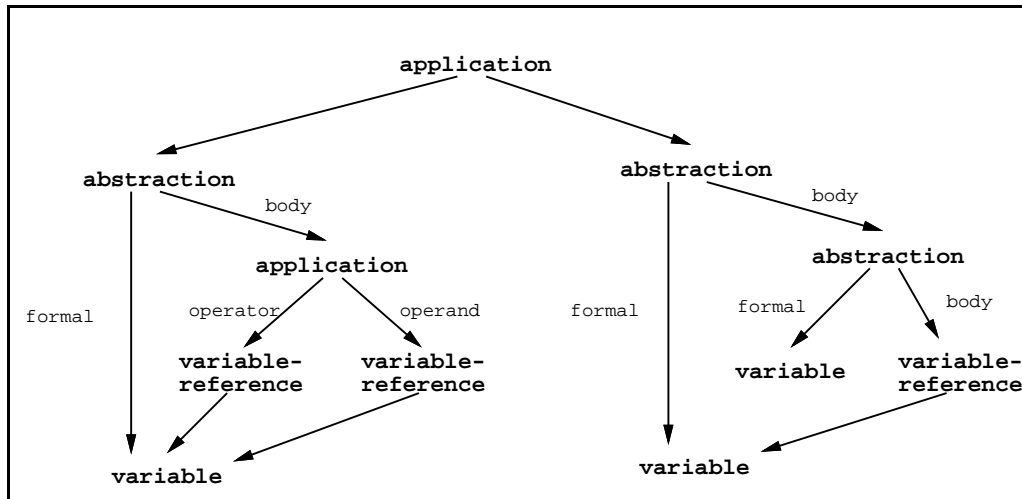 application
abstraction
abstraction
body
body
application
abstraction
formal
operator
operand
formal
formal
body
variable-
reference
variable-
reference
variable
variable-
reference
variable
variable